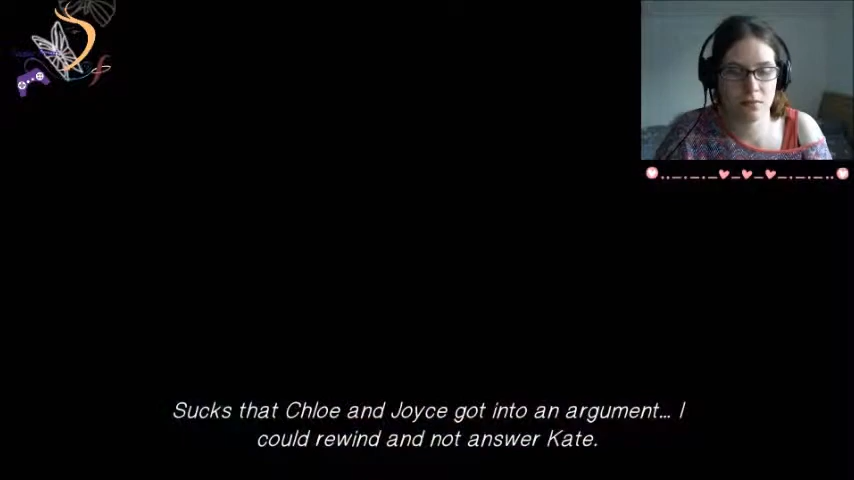 Sucks that Chloe and Joyce got into an argument... I
could rewind and not answer Kate.